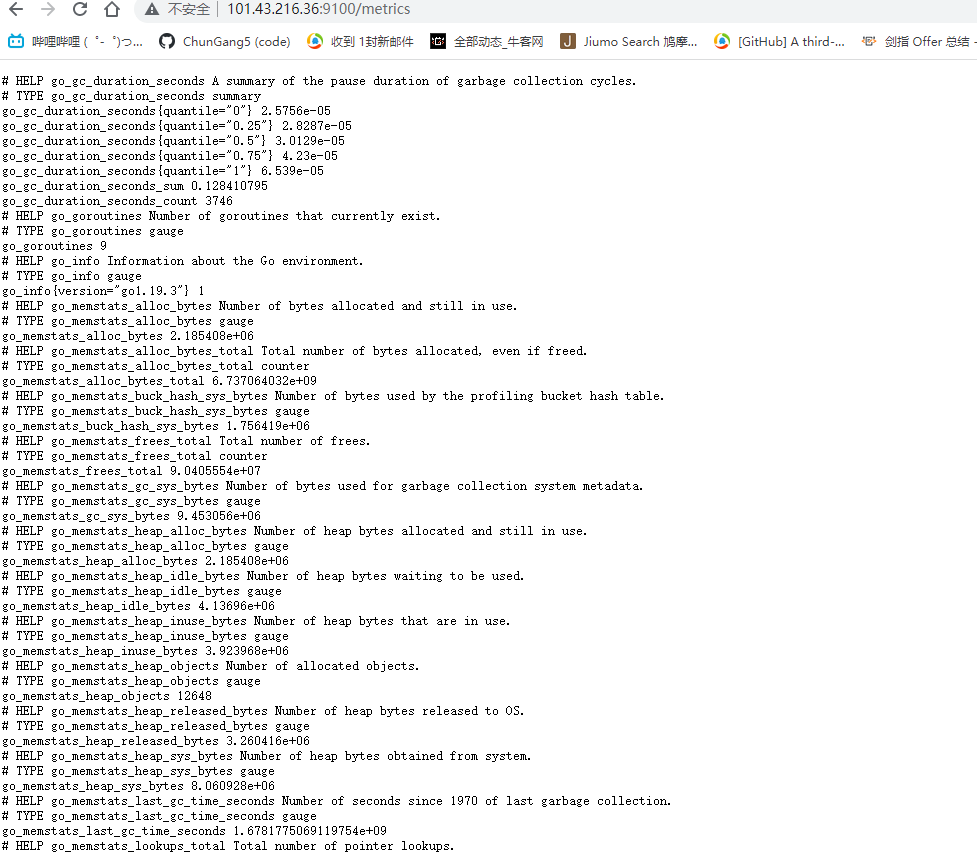 不安全 101.43.216.36:9100/metrics
哔哩哔哩 ( ゜- ゜)つ... ChunGang5 (code) 收到 1封新邮件 全部动态_牛客网 Jiumo Search 鸠摩... [GitHub] A third-... 剑指 Offer 总结 -
# HELP go_gc_duration_seconds A summary of the pause duration of garbage collection cycles.
# TYPE go_gc_duration_seconds summary
go_gc_duration_seconds{quantile="0"} 2.5756e-05
go_gc_duration_seconds{quantile="0.25"} 2.8287e-05
go_gc_duration_seconds{quantile="0.5"} 3.0129e-05
go_gc_duration_seconds{quantile="0.75"} 4.23e-05
go_gc_duration_seconds{quantile="1"} 6.539e-05
go_gc_duration_seconds_sum 0.128410795
go_gc_duration_seconds_count 3746
# HELP go_goroutines Number of goroutines that currently exist.
# TYPE go_goroutines gauge
go_goroutines 9
# HELP go_info Information about the Go environment.
# TYPE go_info gauge
go_info{version="go1.19.3"} 1
# HELP go_memstats_alloc_bytes Number of bytes allocated and still in use.
# TYPE go_memstats_alloc_bytes gauge
go_memstats_alloc_bytes 2.185408e+06
# HELP go_memstats_alloc_bytes_total Total number of bytes allocated, even if freed.
# TYPE go_memstats_alloc_bytes_total counter
go_memstats_alloc_bytes_total 6.737064032e+09
# HELP go_memstats_buck_hash_sys_bytes Number of bytes used by the profiling bucket hash table.
# TYPE go_memstats_buck_hash_sys_bytes gauge
go_memstats_buck_hash_sys_bytes 1.756419e+06
# HELP go_memstats_frees_total Total number of frees.
# TYPE go_memstats_frees_total counter
go_memstats_frees_total 9.0405554e+07
# HELP go_memstats_gc_sys_bytes Number of bytes used for garbage collection system metadata.
# TYPE go_memstats_gc_sys_bytes gauge
go_memstats_gc_sys_bytes 9.453056e+06
# HELP go_memstats_heap_alloc_bytes Number of heap bytes allocated and still in use.
# TYPE go_memstats_heap_alloc_bytes gauge
go_memstats_heap_alloc_bytes 2.185408e+06
# HELP go_memstats_heap_idle_bytes Number of heap bytes waiting to be used.
# TYPE go_memstats_heap_idle_bytes gauge
go_memstats_heap_idle_bytes 4.13696e+06
# HELP go_memstats_heap_inuse_bytes Number of heap bytes that are in use.
# TYPE go_memstats_heap_inuse_bytes gauge
go_memstats_heap_inuse_bytes 3.923968e+06
# HELP go_memstats_heap_objects Number of allocated objects.
# TYPE go_memstats_heap_objects gauge
go_memstats_heap_objects 12648
# HELP go_memstats_heap_released_bytes Number of heap bytes released to OS.
# TYPE go_memstats_heap_released_bytes gauge
go_memstats_heap_released_bytes 3.260416e+06
# HELP go_memstats_heap_sys_bytes Number of heap bytes obtained from system.
# TYPE go_memstats_heap_sys_bytes gauge
go_memstats_heap_sys_bytes 8.060928e+06
# HELP go_memstats_last_gc_time_seconds Number of seconds since 1970 of last garbage collection.
# TYPE go_memstats_last_gc_time_seconds gauge
go_memstats_last_gc_time_seconds 1.6781775069119754e+09
# HELP go_memstats_lookups_total Total number of pointer lookups.